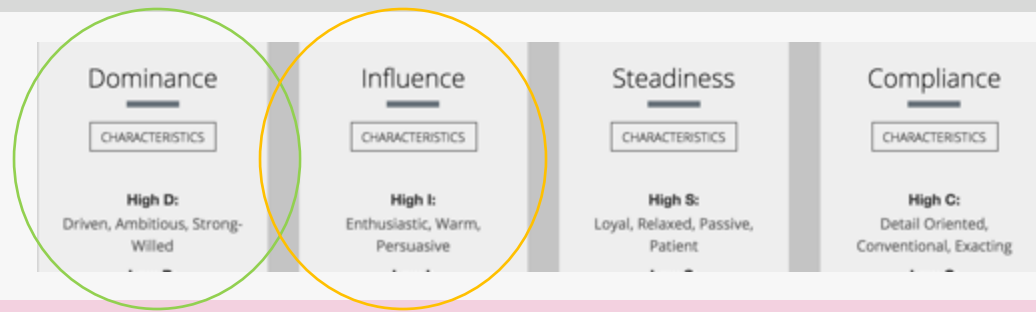 Dominance
CHARACTERISTICS
High D:
Driven, Ambitious, Strong-
Willed
Influence
CHARACTERISTICS
High I:
Enthusiastic, Warm,
Persuasive
Steadiness
CHARACTERISTICS
High S:
Loyal, Relaxed, Passive,
Patient
Compliance
CHARACTERISTICS
High C:
Detail Oriented,
Conventional, Exacting